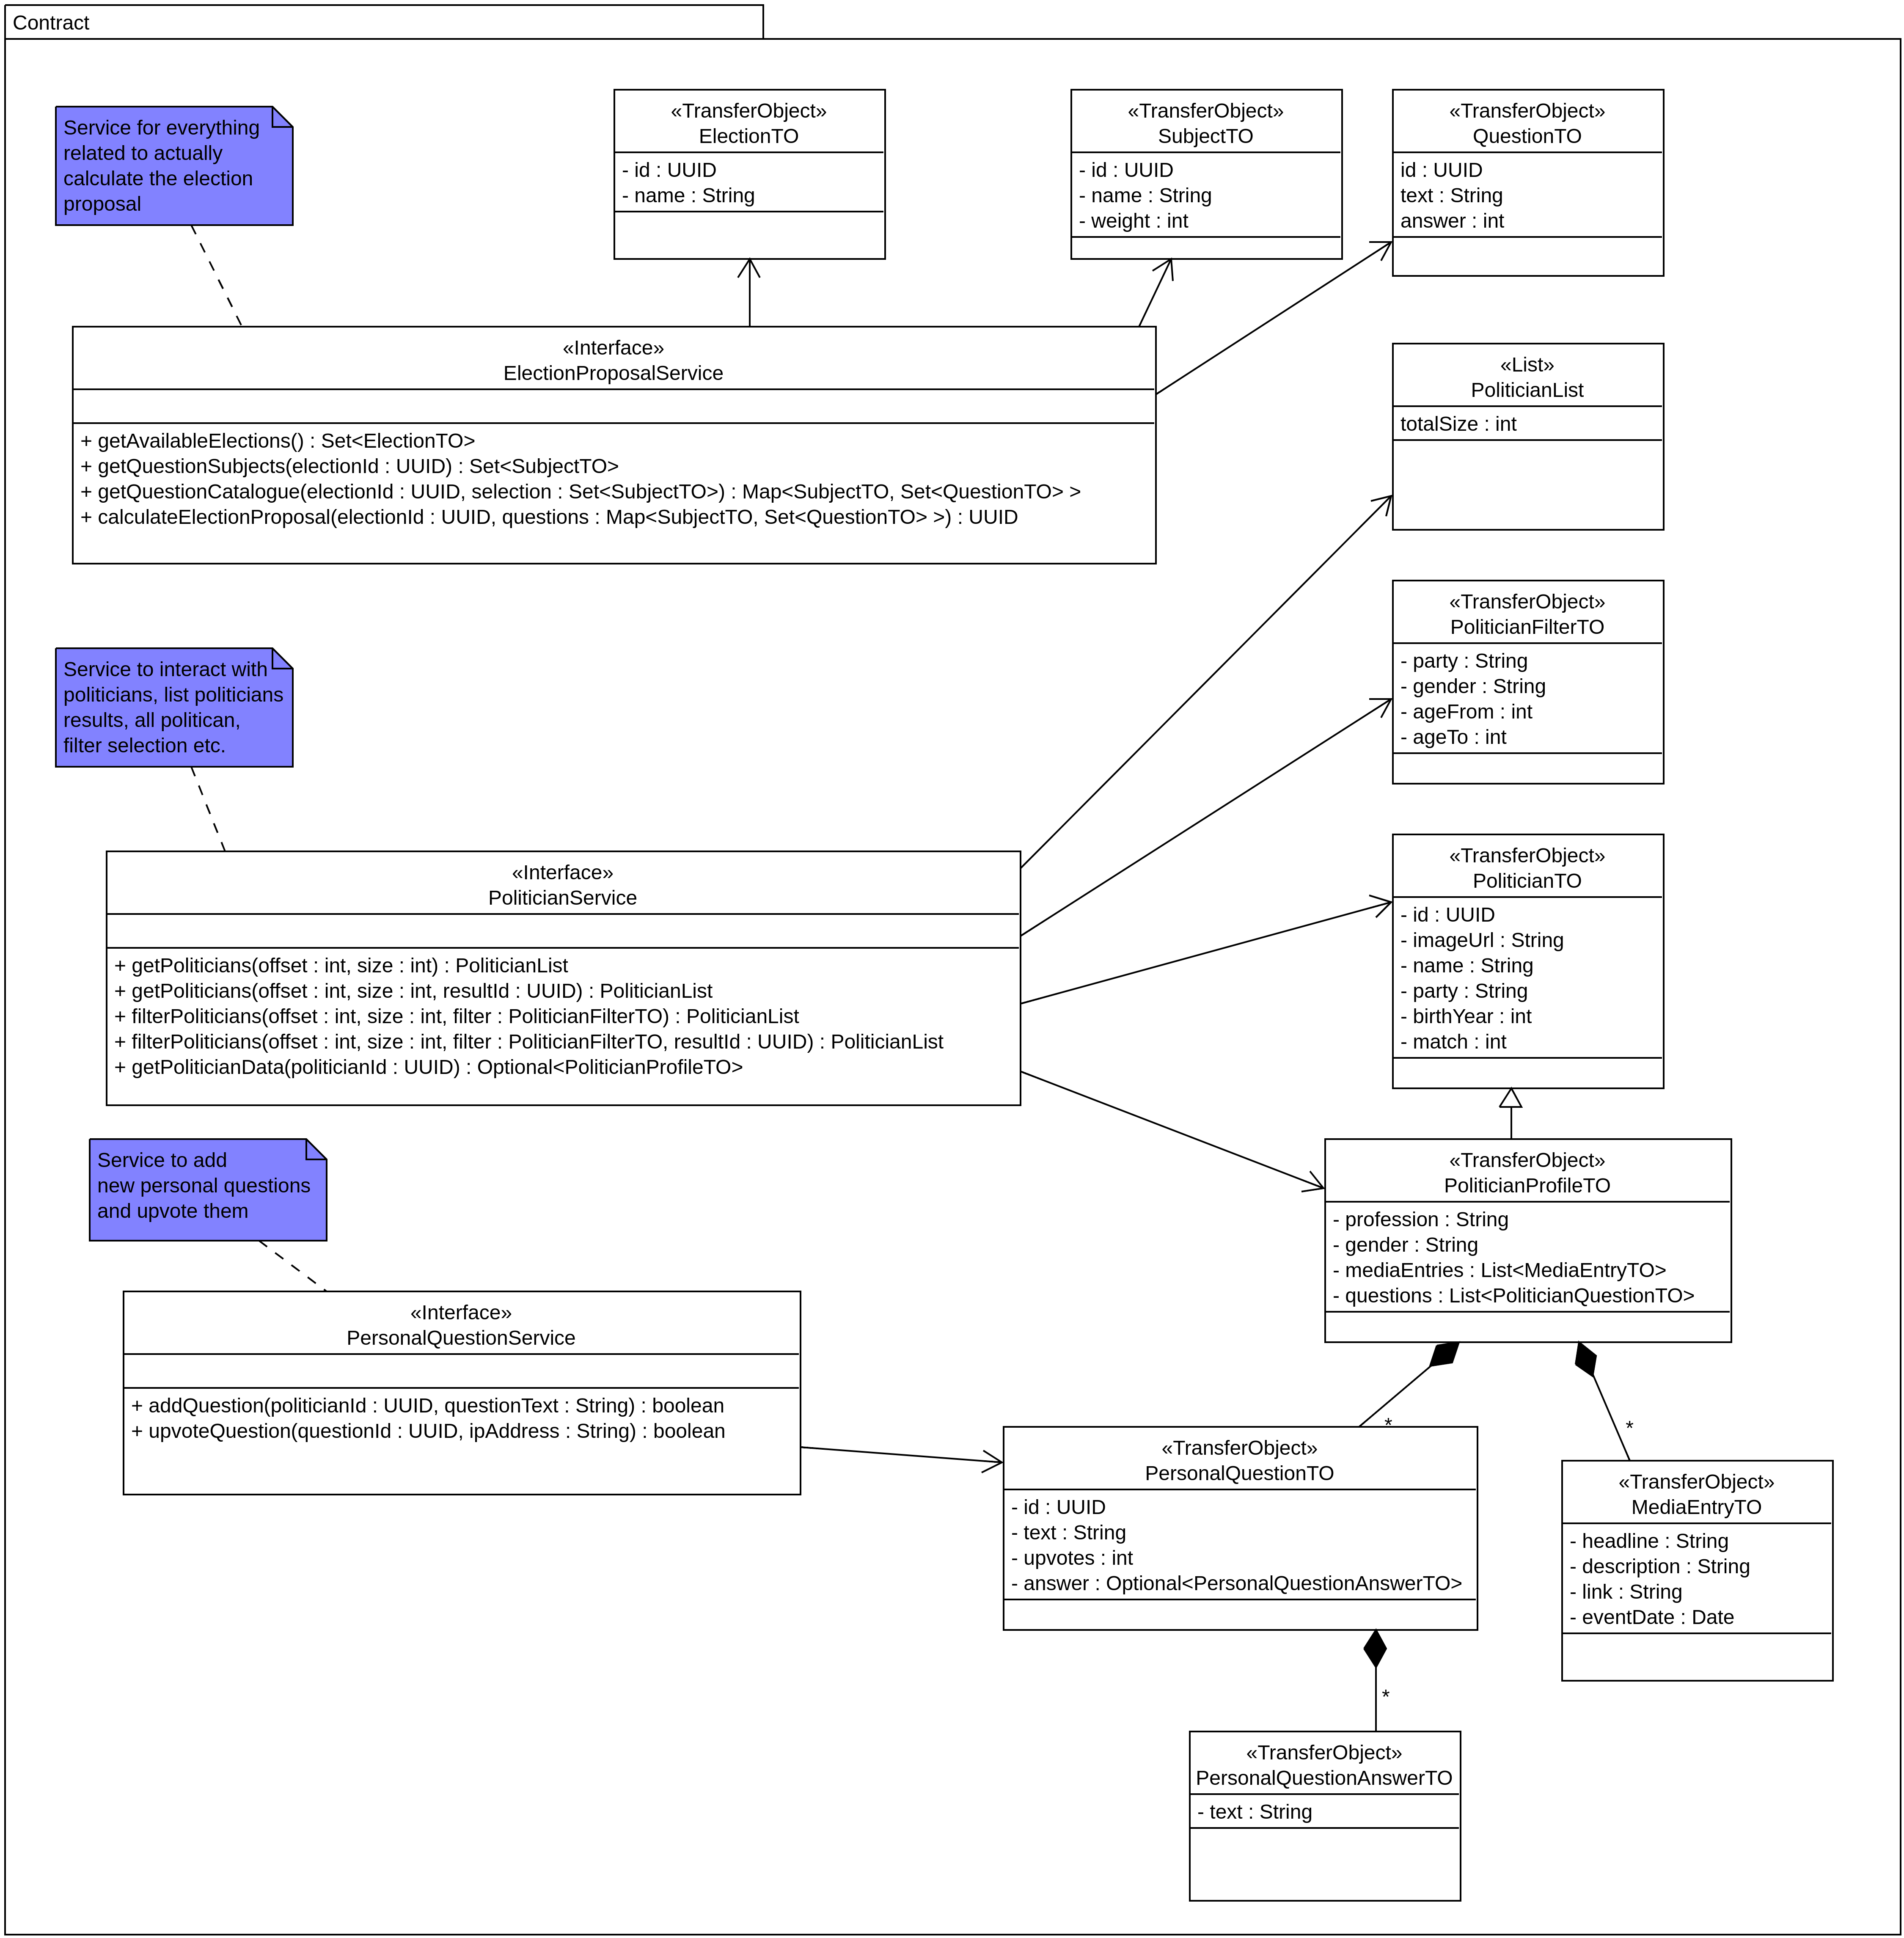 Contract
Service for everything
related to actually
calculate the election
proposal
«TransferObject»
ElectionTO
- id : UUID
- name : String
«TransferObject»
SubjectTO
- id : UUID
- name : String
- weight : int
«TransferObject»
QuestionTO
id : UUID
text : String
answer : int
«Interface»
ElectionProposalService
+ getAvailableElections() : Set<ElectionTO>
+ getQuestionSubjects(electionId : UUID) : Set<SubjectTO>
+ getQuestionCatalogue(electionId : UUID, selection : Set<SubjectTO>) : Map<SubjectTO, Set<QuestionTO> >
+ calculateElectionProposal(electionId : UUID, questions : Map<SubjectTO, Set<QuestionTO> >) : UUID
«List»
PoliticianList
totalSize : int
«TransferObject»
PoliticianFilterTO
- party : String
- gender : String
- ageFrom : int
- ageTo : int
Service to interact with
politicians, list politicians
results, all politican,
filter selection etc.
«Interface»
PoliticianService
+ getPoliticians(offset : int, size : int) : PoliticianList
+ getPoliticians(offset : int, size : int, resultId : UUID) : PoliticianList
+ filterPoliticians(offset : int, size : int, filter : PoliticianFilterTO) : PoliticianList
+ filterPoliticians(offset : int, size : int, filter : PoliticianFilterTO, resultId : UUID) : PoliticianList
+ getPoliticianData(politicianId : UUID) : Optional<PoliticianProfileTO>
«TransferObject»
PoliticianTO
- id : UUID
- imageUrl : String
- name : String
- party : String
- birthYear : int
- match : int
«TransferObject»
PoliticianProfileTO
- profession : String
- gender : String
- mediaEntries : List<MediaEntryTO>
- questions : List<PoliticianQuestionTO>
Service to add
new personal questions
and upvote them
«Interface»
PersonalQuestionService
+ addQuestion(politicianId : UUID, questionText : String) : boolean
+ upvoteQuestion(questionId : UUID, ipAddress : String) : boolean
*
*
«TransferObject»
PersonalQuestionTO
- id : UUID
- text : String
- upvotes : int
- answer : Optional<PersonalQuestionAnswerTO>
«TransferObject»
MediaEntryTO
- headline : String
- description : String
- link : String
- eventDate : Date
*
«TransferObject»
PersonalQuestionAnswerTO
- text : String